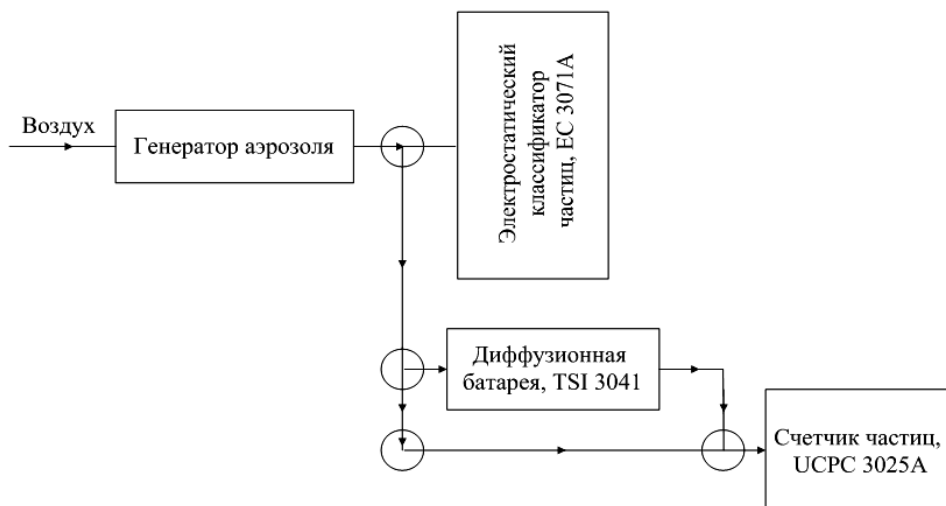 Воздух
Генератор аэрозоля
Электростатический
классификатор
частиц, EC 3071A
Диффузионная
батарея, TSI 3041
Счетчик частиц,
UCPC 3025A